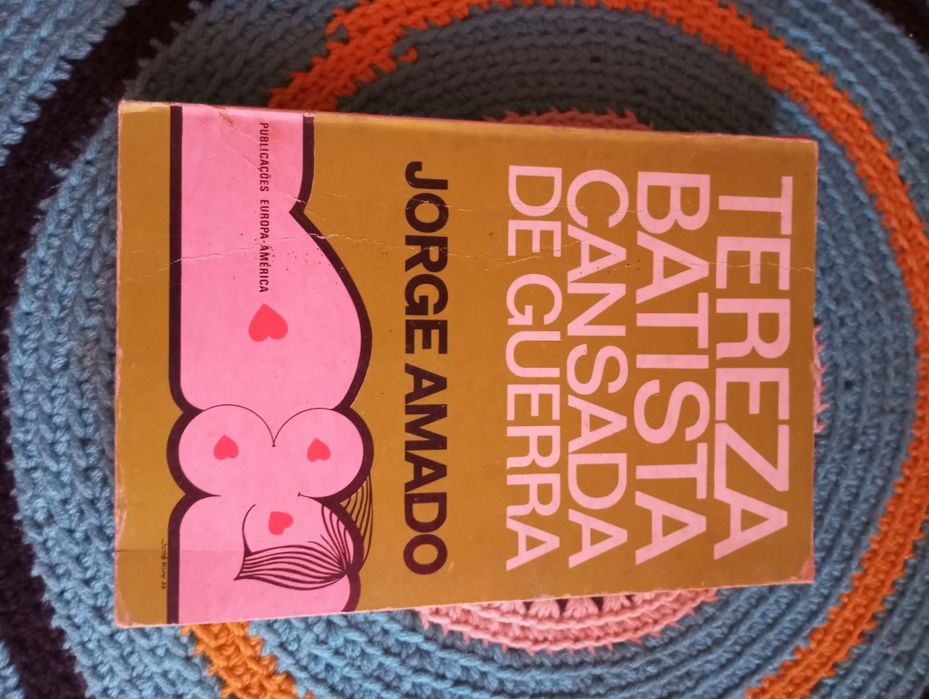 TEREZA
BATISTA
CANSADA
DE GUERRA
JORGE AMADO
PUBLICAÇÕES EUROPA-AMÉRICA